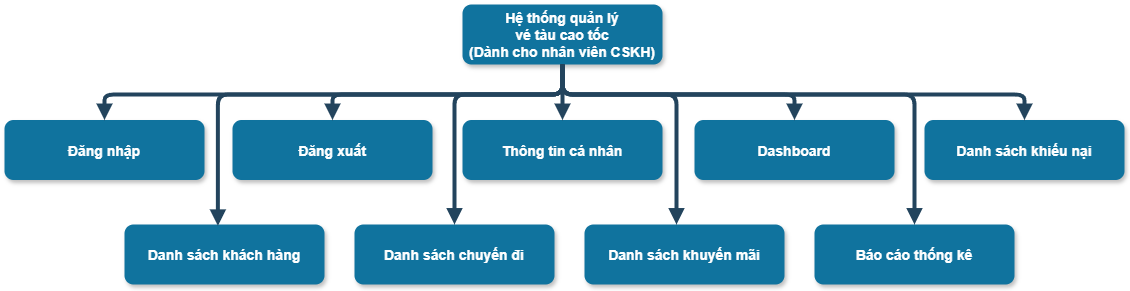 Hệ thống quản lý
vé tàu cao tốc
(Dành cho nhân viên CSKH)
Đăng nhập
Đăng xuất
Thông tin cá nhân
Dashboard
Danh sách khiếu nại
Danh sách khách hàng
Danh sách chuyến đi
Danh sách khuyến mãi
Báo cáo thống kê